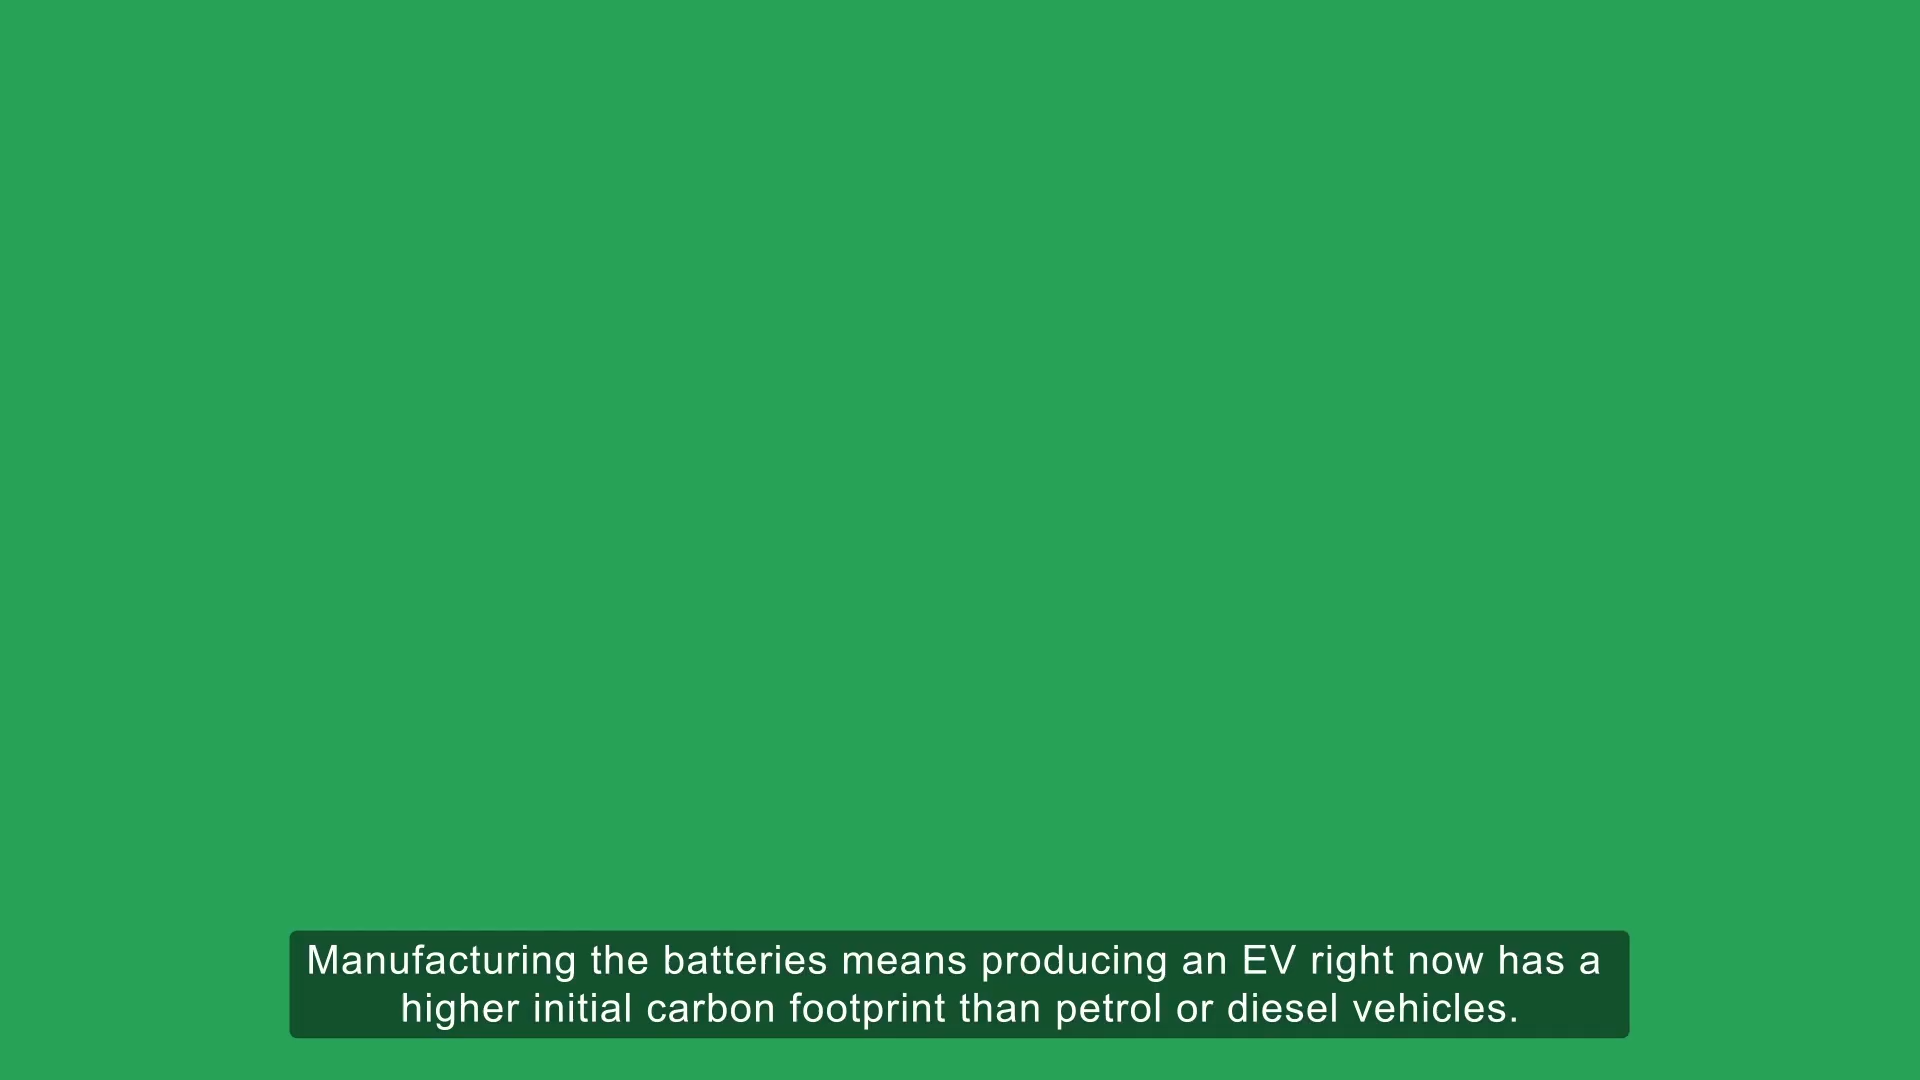 Manufacturing the batteries means producing an EV right now has a
higher initial carbon footprint than petrol or diesel vehicles.